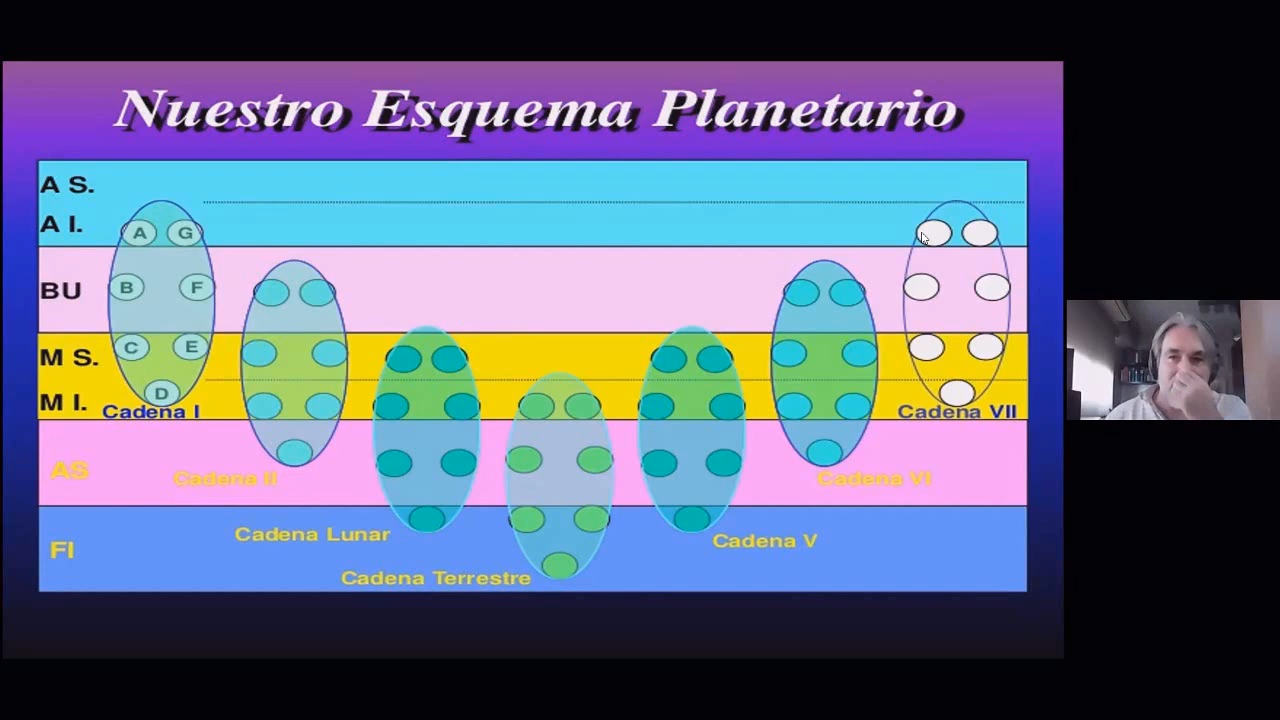 Nuestro Esquema Planetario
A S.
A I.
A G
BU
B F
M S.
C E
M I.
D
Cadena I
Cadena VII
AS
Cadena II
Cadena VI
FI
Cadena Lunar
Cadena V
Cadena Terrestre